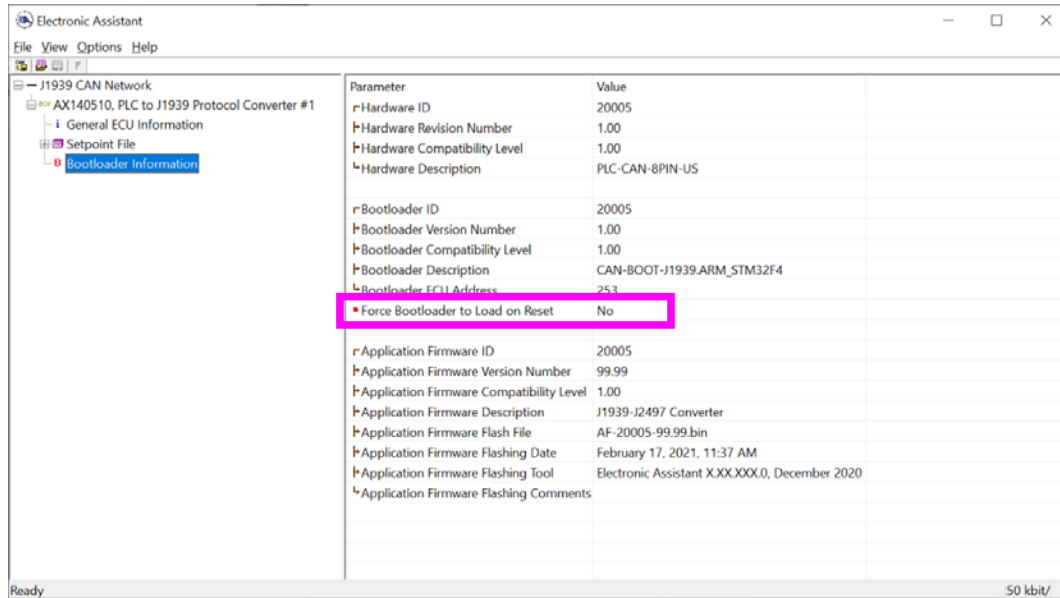 Electronic Assistant
File View Options Help
F
J1939 CAN Network
ECU AX140510, PLC to J1939 Protocol Converter #1
i General ECU Information
Setpoint File
B Bootloader Information
Parameter Value
Hardware ID 20005
Hardware Revision Number 1.00
Hardware Compatibility Level 1.00
Hardware Description PLC-CAN-8PIN-US
Bootloader ID 20005
Bootloader Version Number 1.00
Bootloader Compatibility Level 1.00
Bootloader Description CAN-BOOT-J1939.ARM_STM32F4
Bootloader ECU Address 253
Force Bootloader to Load on Reset No
Application Firmware ID 20005
Application Firmware Version Number 99.99
Application Firmware Compatibility Level 1.00
Application Firmware Description J1939-J2497 Converter
Application Firmware Flash File AF-20005-99.99.bin
Application Firmware Flashing Date February 17, 2021, 11:37 AM
Application Firmware Flashing Tool Electronic Assistant X.XX.XXX.0, December 2020
Application Firmware Flashing Comments
Ready 50 kbit/